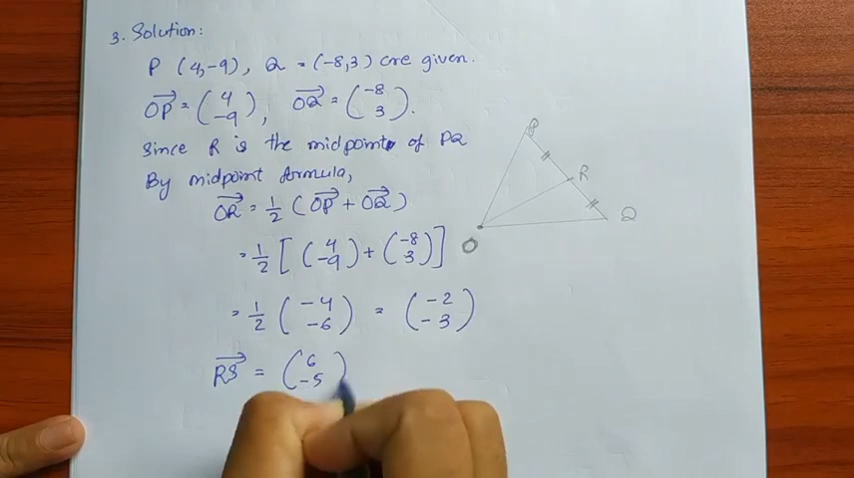 3. Solution:
P (4,-9), Q = (-8,3) are given.
OP = (4 -9), OQ = (-8 3).
Since R is the midpoint of PQ
By midpoint formula,
OR = 1/2 (OP + OQ)
= 1/2 [(4 -9) + (-8 3)]
= 1/2 (-4 -6) = (-2 -3)
RS = (6 -5)
P
R
Q
O